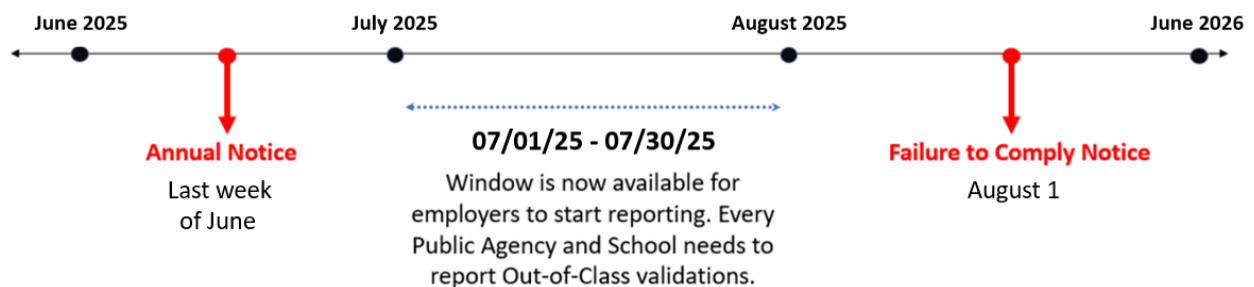 June 2025
July 2025
August 2025
June 2026
Annual Notice
Last week
of June
07/01/25 - 07/30/25
Window is now available for
employers to start reporting. Every
Public Agency and School needs to
report Out-of-Class validations.
Failure to Comply Notice
August 1